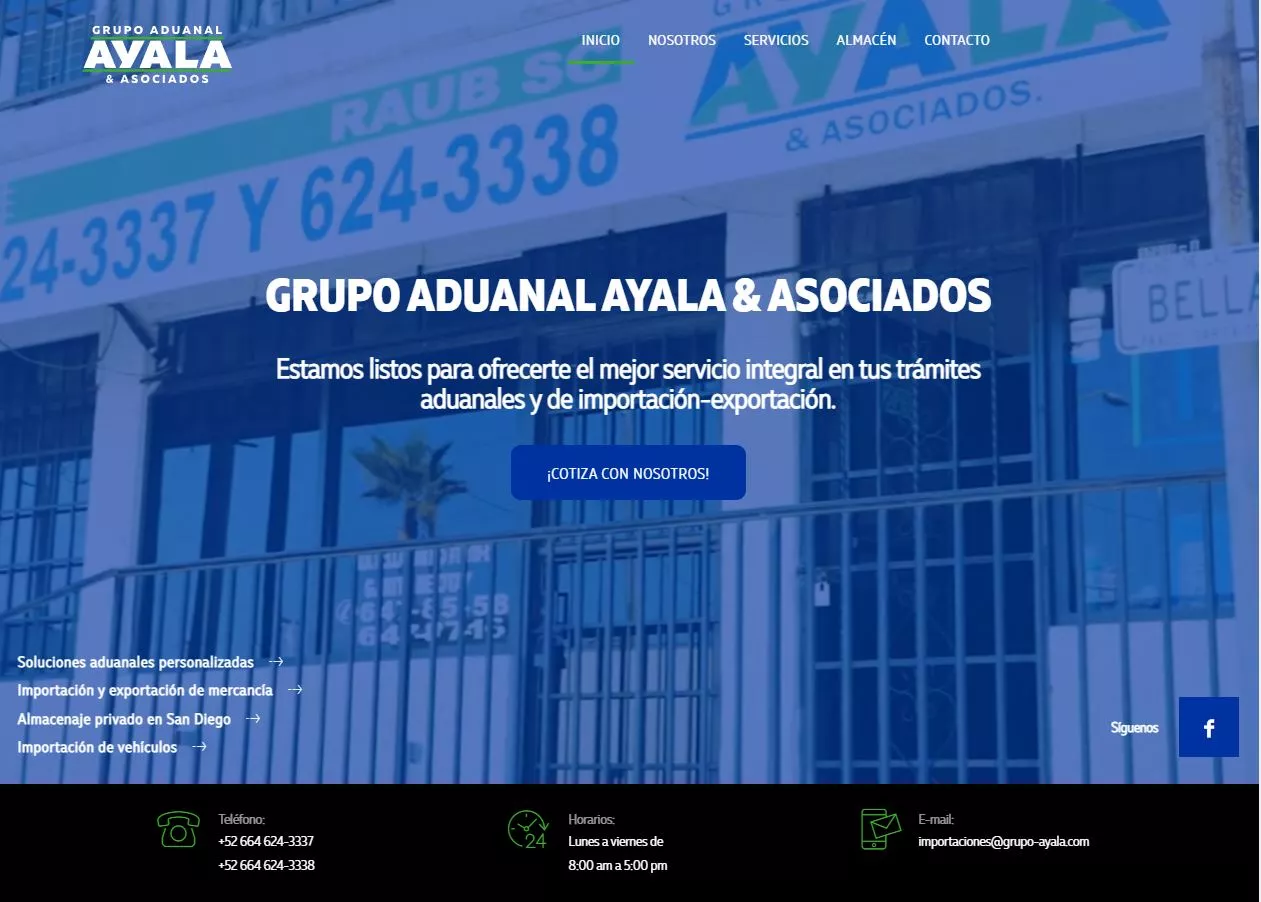 GRUPO ADUANAL
AYALA
& ASOCIADOS
INICIO NOSOTROS SERVICIOS ALMACÉN CONTACTO
RAUB
AYALA
& ASOCIADOS.
24-3337 Y 624-3338
BELLA
GRUPO ADUANAL AYALA & ASOCIADOS
Estamos listos para ofrecerte el mejor servicio integral en tus trámites
aduanales y de importación-exportación.
¡COTIZA CON NOSOTROS!
Soluciones aduanales personalizadas
Importación y exportación de mercancía
Almacenaje privado en San Diego
Importación de vehículos
Síguenos
f
Teléfono:
+52 664 624-3337
+52 664 624-3338
24
Horarios:
Lunes a viernes de
8:00 am a 5:00 pm
E-mail:
importaciones@grupo-ayala.com